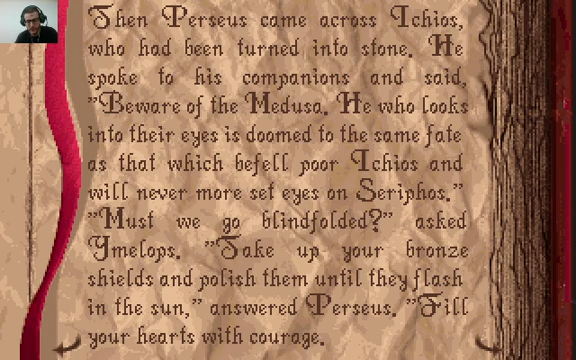 Then Perseus came across Ichios,
who had been turned into stone. He
spoke to his companions and said,
"Beware of the Medusa. He who looks
into their eyes is doomed to the same fate
as that which befell poor Ichios and
will never more set eyes on Seriphos."
"Must we go blindfolded?" asked
Ymelops. "Take up your bronze
shields and polish them until they flash
in the sun," answered Perseus. "Fill
your hearts with courage.